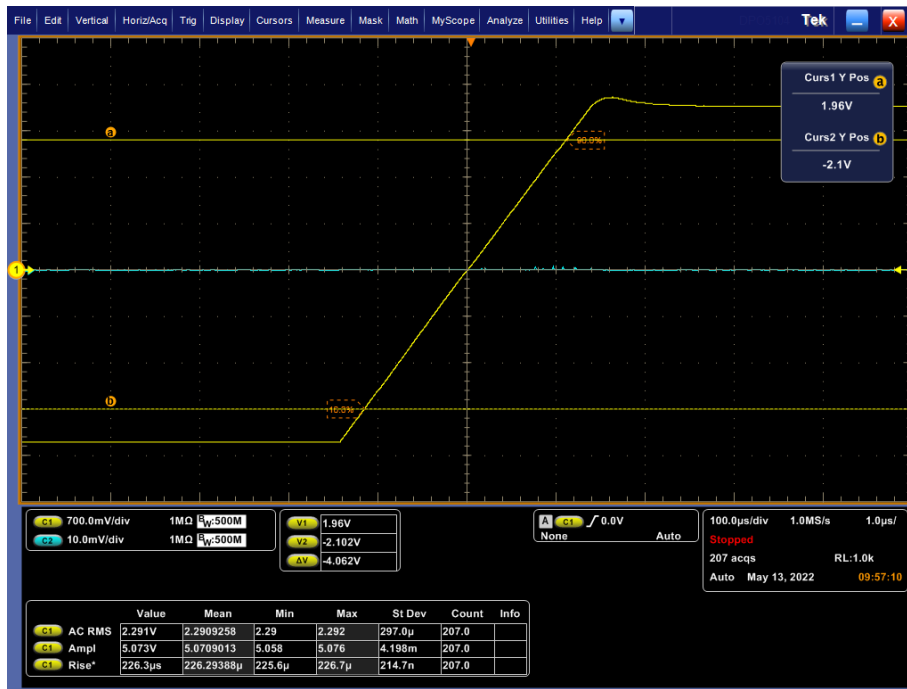 File Edit Vertical Horiz/Acq Trig Display Cursors Measure Mask Math MyScope Analyze Utilities Help Tek X
Curs1 Y Pos a
1.96V
Curs2 Y Pos b
-2.1V
a
90.0%
1
b
10.0%
C1 700.0mV/div 1MΩ BW:500M
C2 10.0mV/div 1MΩ BW:500M
V1 1.96V
V2 -2.102V
ΔV -4.062V
A C1 0.0V
None Auto
100.0µs/div 1.0MS/s 1.0µs/
Stopped
207 acqs RL:1.0k
Auto May 13, 2022 09:57:10
Value Mean Min Max St Dev Count Info
C1 AC RMS 2.291V 2.2909258 2.29 2.292 297.0µ 207.0
C1 Ampl 5.073V 5.0709013 5.058 5.076 4.198m 207.0
C1 Rise* 226.3µs 226.29388µ 225.6µ 226.7µ 214.7n 207.0